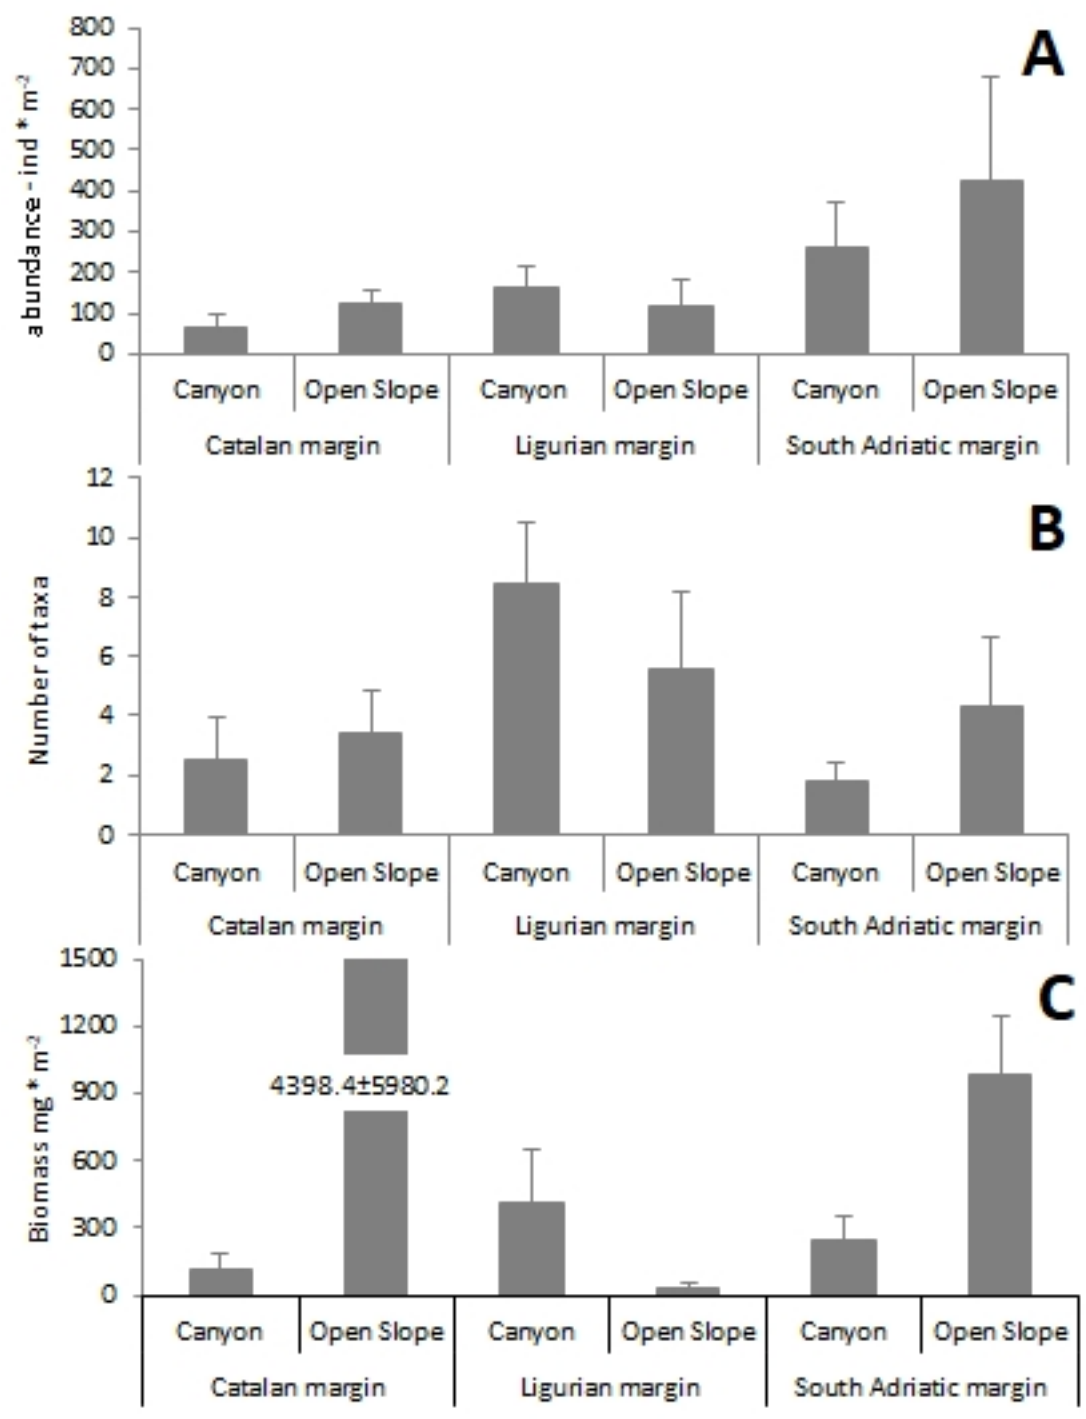 A
abundance - ind * m-2
800
700
600
500
400
300
200
100
0
Canyon Open Slope Canyon Open Slope Canyon Open Slope
Catalan margin Ligurian margin South Adriatic margin
B
Number of taxa
12
10
8
6
4
2
0
Canyon Open Slope Canyon Open Slope Canyon Open Slope
Catalan margin Ligurian margin South Adriatic margin
C
Biomass mg * m-2
1500
1200
900
600
300
0
4398.4±5980.2
Canyon Open Slope Canyon Open Slope Canyon Open Slope
Catalan margin Ligurian margin South Adriatic margin